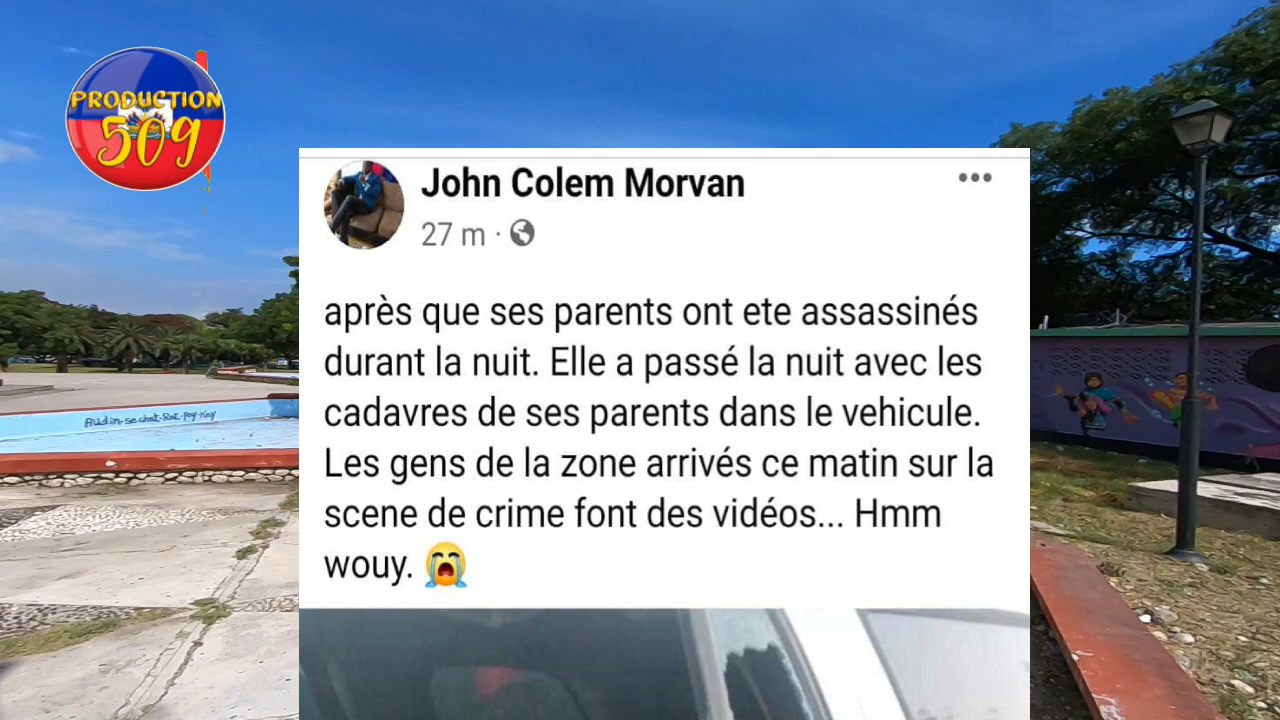 PRODUCTION
509
John Colem Morvan
27 m ·
après que ses parents ont ete assassinés
durant la nuit. Elle a passé la nuit avec les
cadavres de ses parents dans le vehicule.
Les gens de la zone arrivés ce matin sur la
scene de crime font des vidéos... Hmm
wouy. 😭